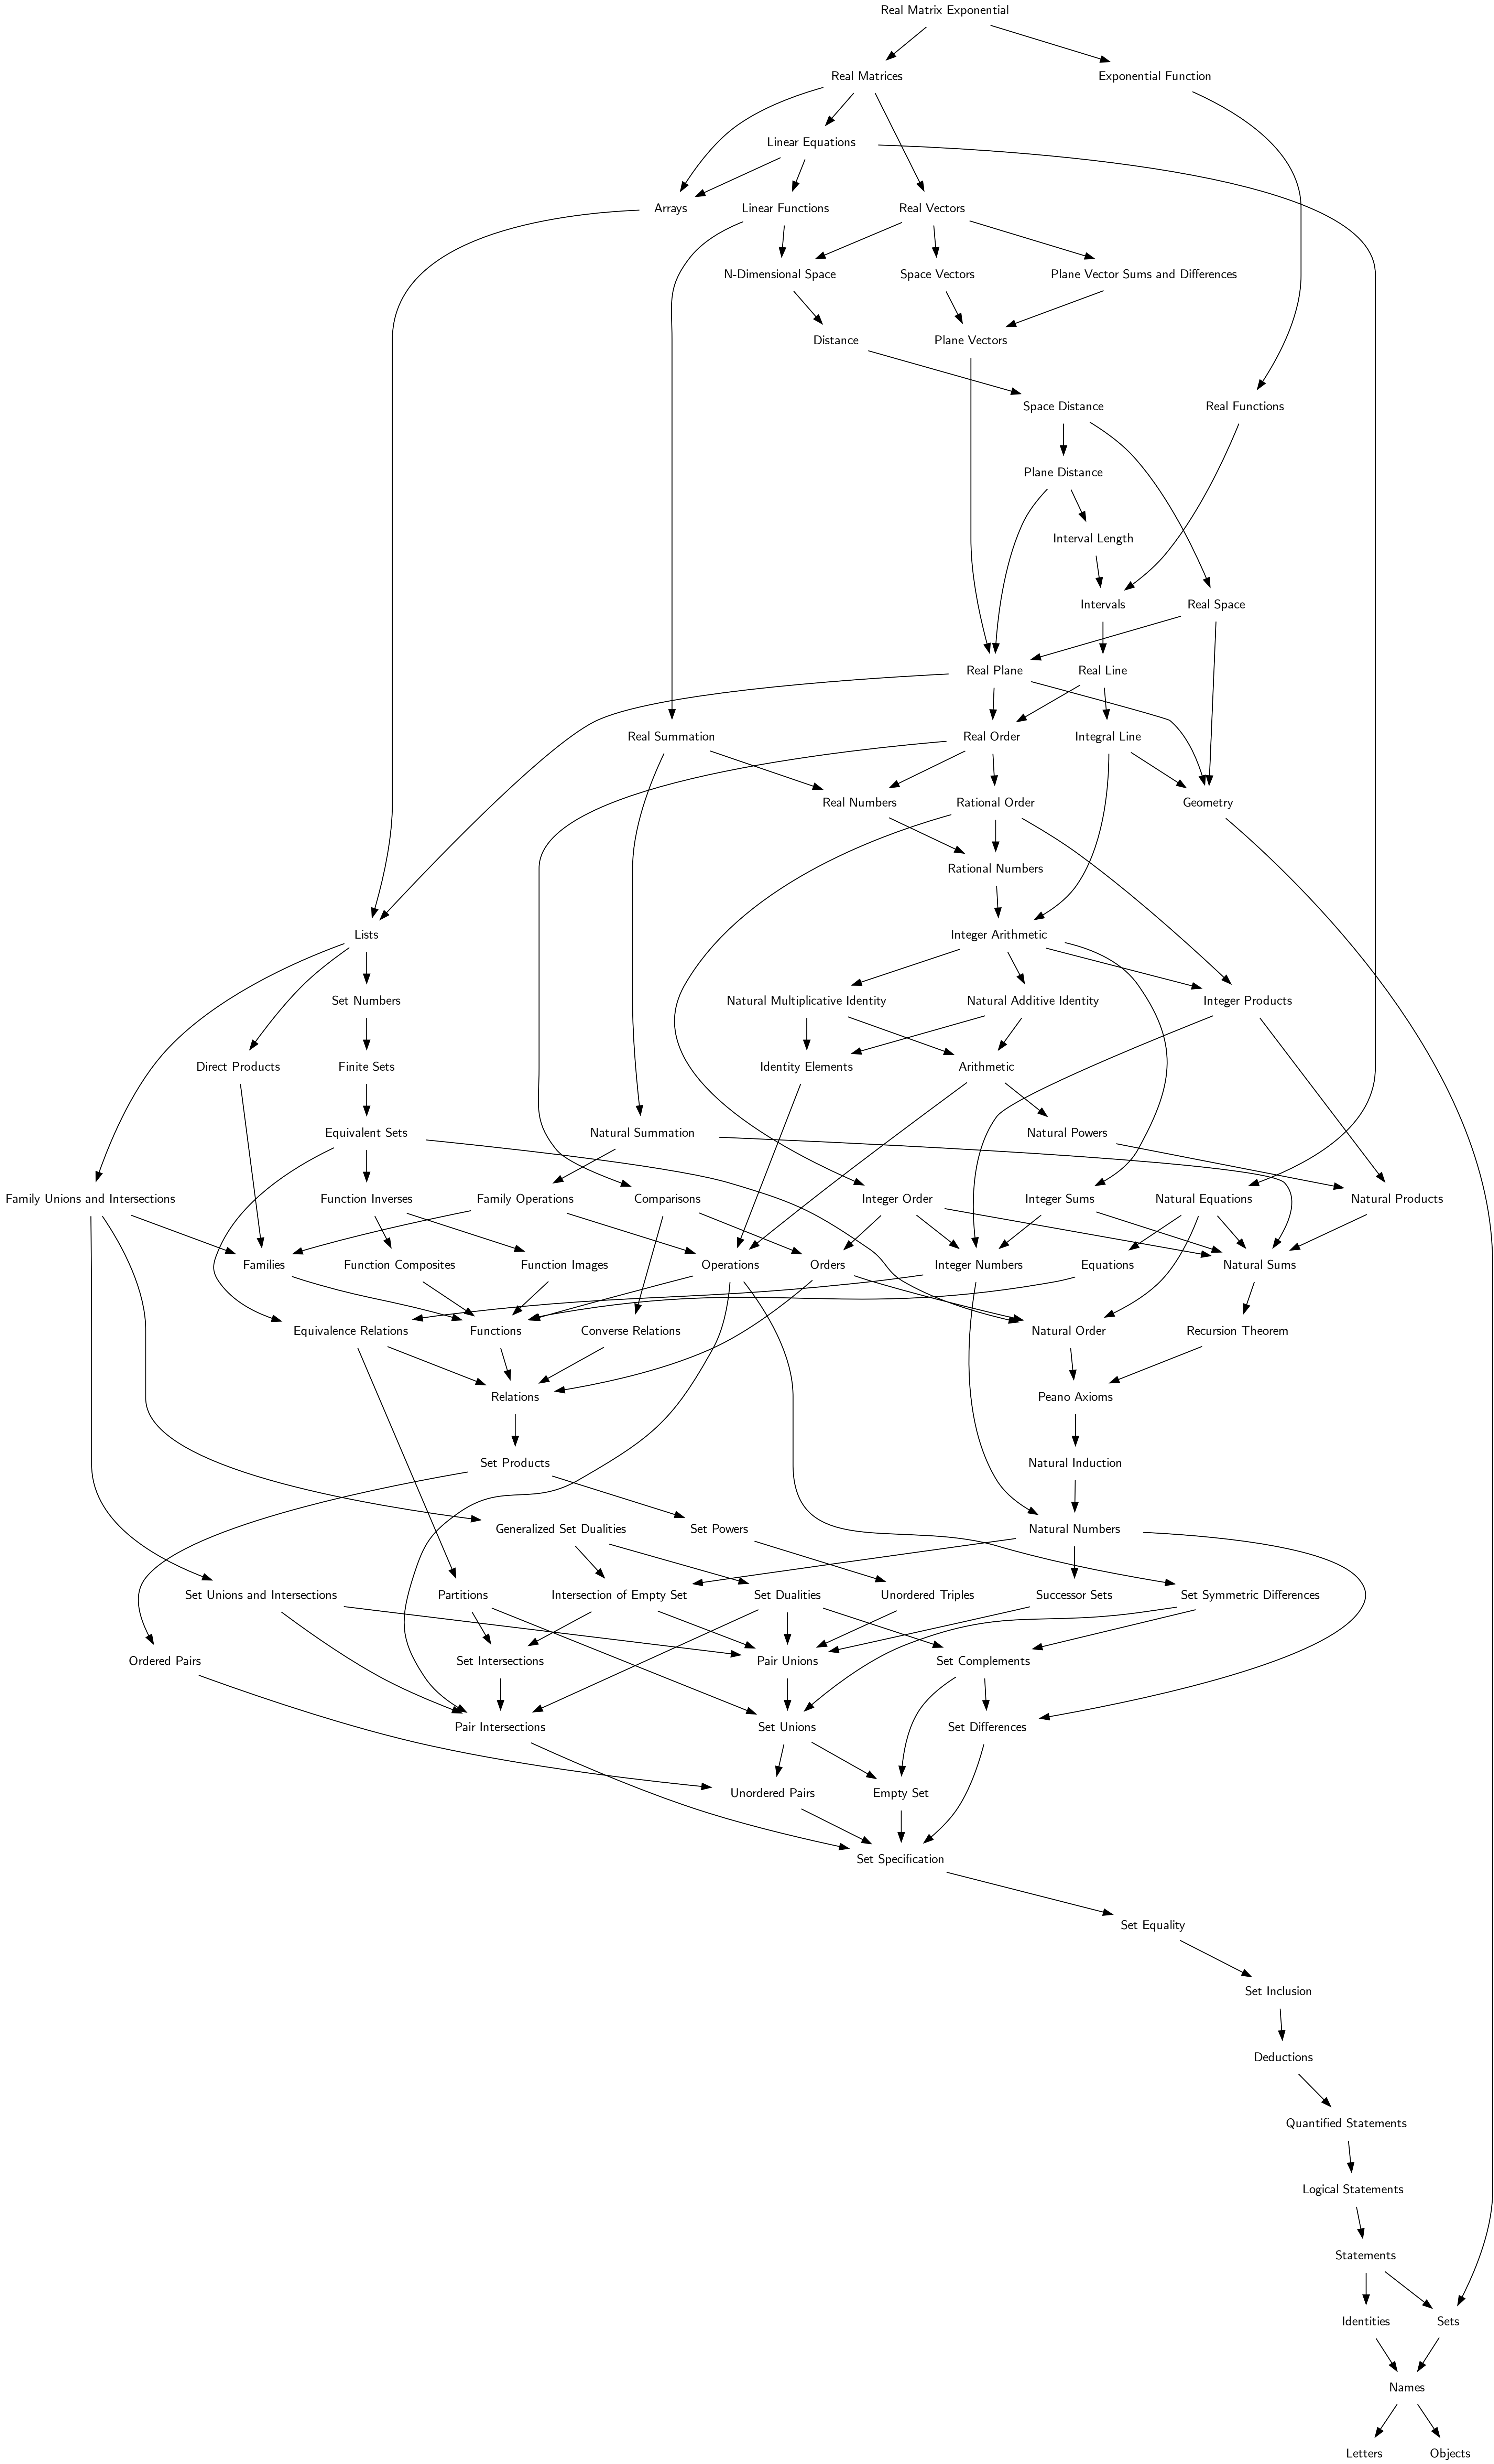 Real Matrix Exponential
Real Matrices
Exponential Function
Linear Equations
Arrays
Linear Functions
Real Vectors
N-Dimensional Space
Space Vectors
Plane Vector Sums and Differences
Distance
Plane Vectors
Space Distance
Real Functions
Plane Distance
Interval Length
Intervals
Real Space
Real Plane
Real Line
Real Summation
Real Order
Integral Line
Real Numbers
Rational Order
Geometry
Rational Numbers
Lists
Integer Arithmetic
Set Numbers
Natural Multiplicative Identity
Natural Additive Identity
Integer Products
Direct Products
Finite Sets
Identity Elements
Arithmetic
Equivalent Sets
Natural Summation
Natural Powers
Family Unions and Intersections
Function Inverses
Family Operations
Comparisons
Integer Order
Integer Sums
Natural Equations
Natural Products
Families
Function Composites
Function Images
Operations
Orders
Integer Numbers
Equations
Natural Sums
Equivalence Relations
Functions
Converse Relations
Natural Order
Recursion Theorem
Relations
Peano Axioms
Set Products
Natural Induction
Generalized Set Dualities
Set Powers
Natural Numbers
Set Unions and Intersections
Partitions
Intersection of Empty Set
Set Dualities
Unordered Triples
Successor Sets
Set Symmetric Differences
Ordered Pairs
Set Intersections
Pair Unions
Set Complements
Pair Intersections
Set Unions
Set Differences
Unordered Pairs
Empty Set
Set Specification
Set Equality
Set Inclusion
Deductions
Quantified Statements
Logical Statements
Statements
Identities
Sets
Names
Letters
Objects